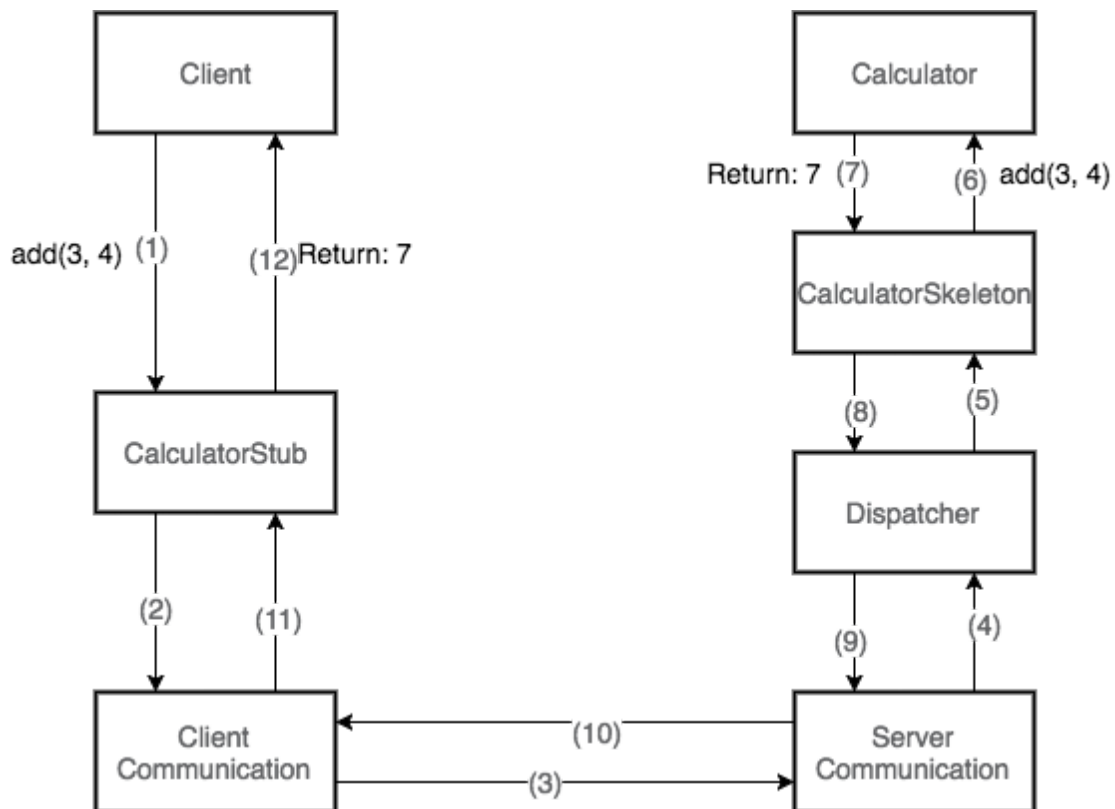 Client
Calculator
Return: 7 (7) (6) add(3, 4)
add(3, 4) (1) (12) Return: 7
CalculatorSkeleton
(8) (5)
CalculatorStub
Dispatcher
(2) (11)
(9) (4)
Client
Communication
(10)
(3)
Server
Communication